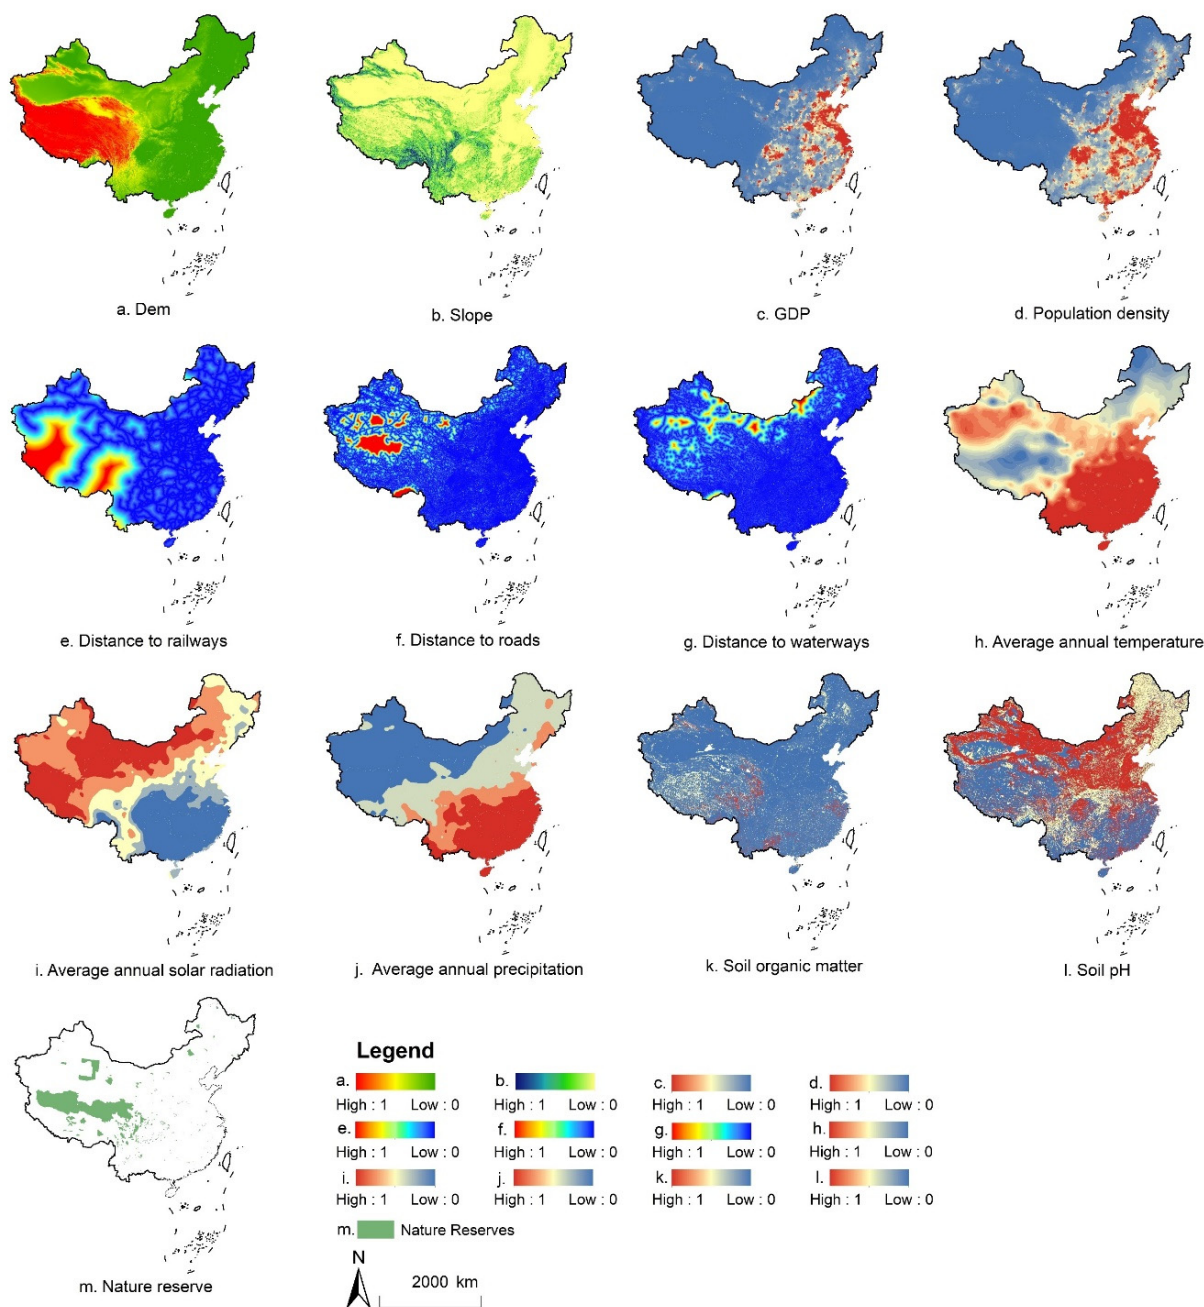 a. Dem
b. Slope
c. GDP
d. Population density
e. Distance to railways
f. Distance to roads
g. Distance to waterways
h. Average annual temperature
i. Average annual solar radiation
j. Average annual precipitation
k. Soil organic matter
l. Soil pH
m. Nature reserve
Legend
a.
b.
c.
d.
High : 1 Low : 0
High : 1 Low : 0
High : 1 Low : 0
High : 1 Low : 0
e.
f.
g.
h.
High : 1 Low : 0
High : 1 Low : 0
High : 1 Low : 0
High : 1 Low : 0
i.
j.
k.
l.
High : 1 Low : 0
High : 1 Low : 0
High : 1 Low : 0
High : 1 Low : 0
m. Nature Reserves
N
2000 km